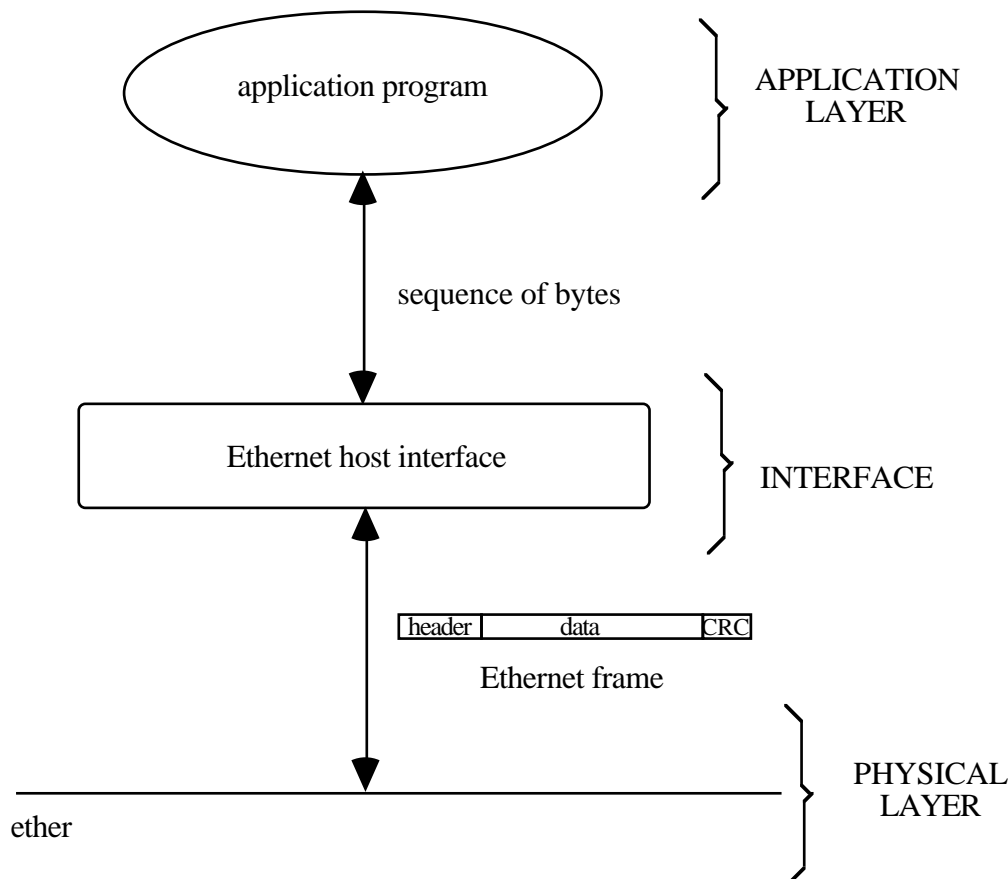 application program
APPLICATION
LAYER
sequence of bytes
Ethernet host interface
INTERFACE
header data CRC
Ethernet frame
PHYSICAL
LAYER
ether